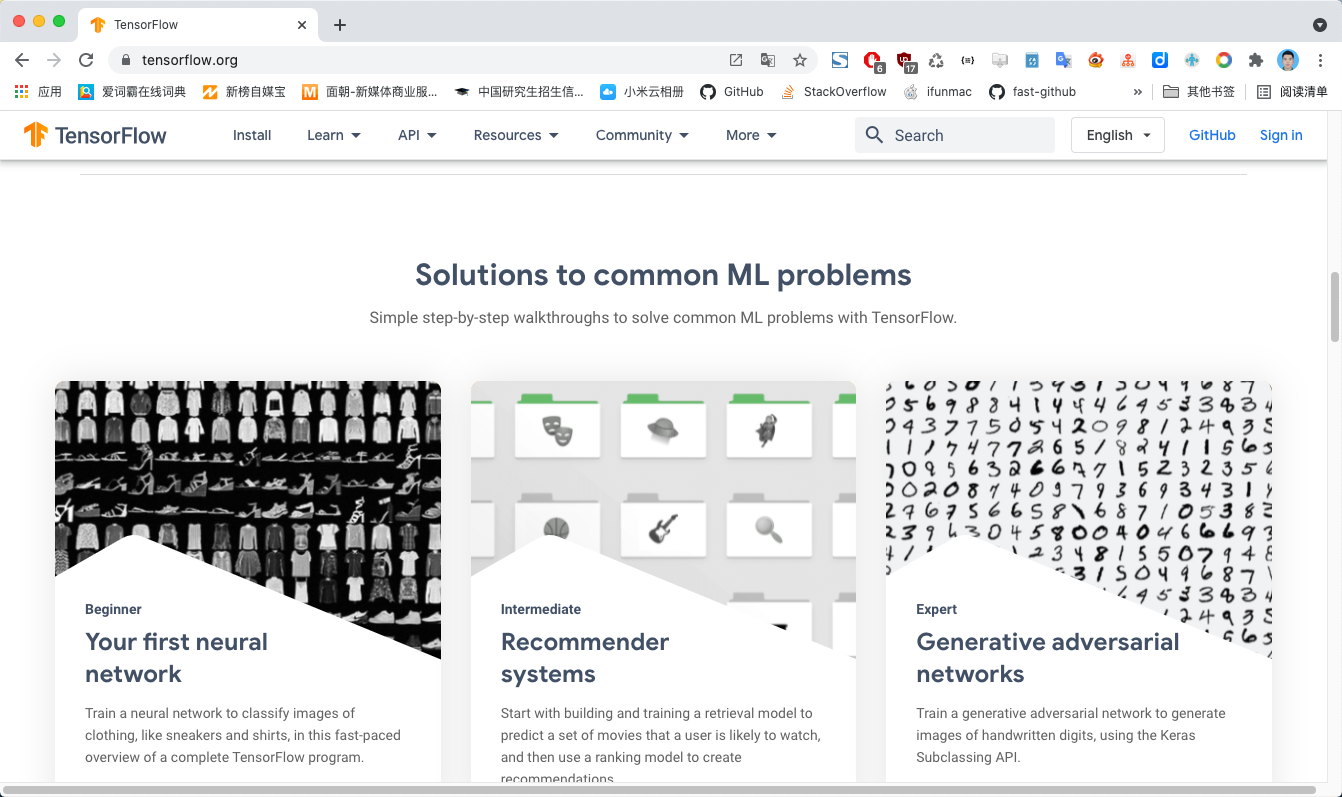 TensorFlow
tensorflow.org
6
17
应用
爱词霸在线词典
新榜自媒宝
面朝-新媒体商业服...
中国研究生招生信...
小米云相册
GitHub
StackOverflow
ifunmac
fast-github
»
其他书签
阅读清单
TensorFlow
Install
Learn
API
Resources
Community
More
Search
English
GitHub
Sign in
Solutions to common ML problems
Simple step-by-step walkthroughs to solve common ML problems with TensorFlow.
Beginner
Your first neural
network
Train a neural network to classify images of
clothing, like sneakers and shirts, in this fast-paced
overview of a complete TensorFlow program.
Intermediate
Recommender
systems
Start with building and training a retrieval model to
predict a set of movies that a user is likely to watch,
and then use a ranking model to create
recommendations.
Expert
Generative adversarial
networks
Train a generative adversarial network to generate
images of handwritten digits, using the Keras
Subclassing API.